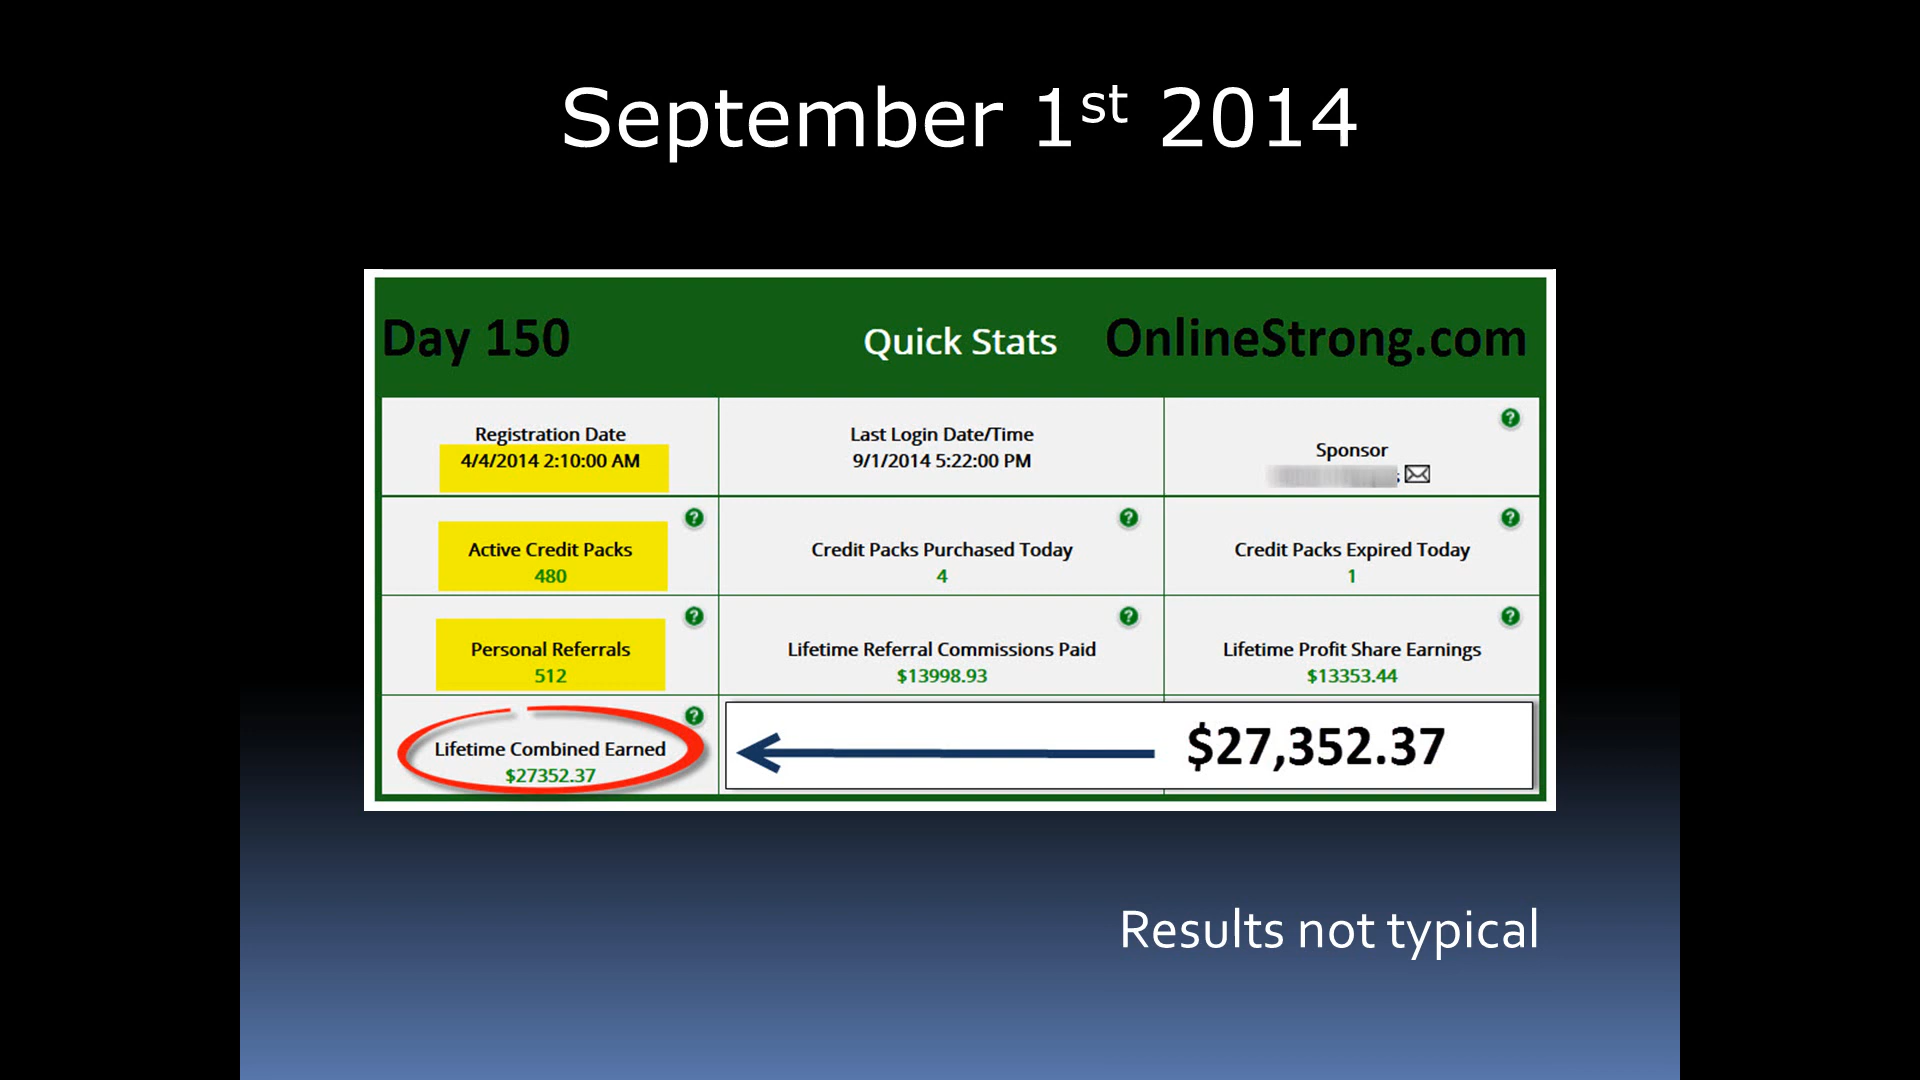 September 1st 2014
Day 150
Quick Stats
OnlineStrong.com
Registration Date
4/4/2014 2:10:00 AM
Last Login Date/Time
9/1/2014 5:22:00 PM
Sponsor
Active Credit Packs
480
Credit Packs Purchased Today
4
Credit Packs Expired Today
1
Personal Referrals
512
Lifetime Referral Commissions Paid
$13998.93
Lifetime Profit Share Earnings
$13353.44
Lifetime Combined Earned
$27352.37
$27,352.37
Results not typical